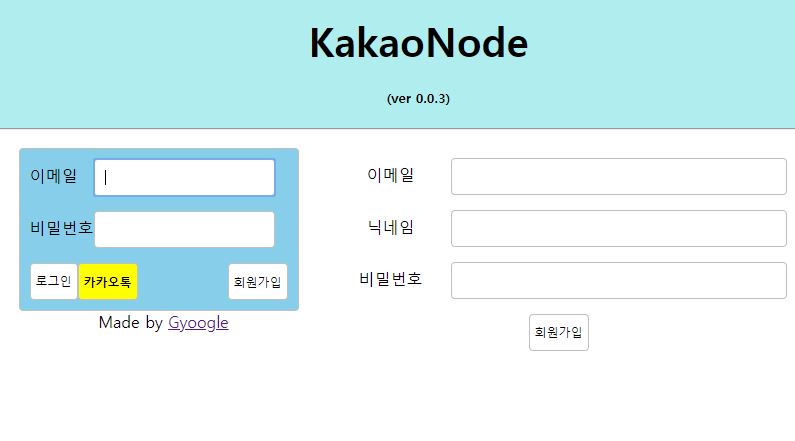 KakaoNode
(ver 0.0.3)
이메일
비밀번호
로그인 카카오톡 회원가입
Made by Gyoogle
이메일
닉네임
비밀번호
회원가입